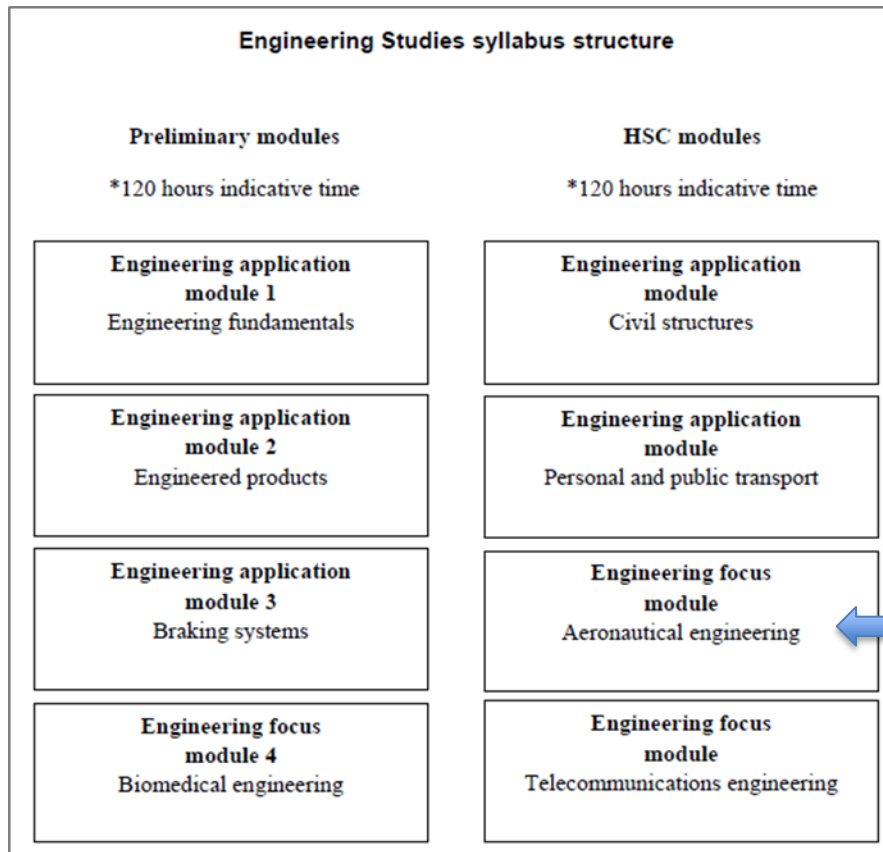 Engineering Studies syllabus structure
Preliminary modules
*120 hours indicative time
Engineering application
module 1
Engineering fundamentals
Engineering application
module 2
Engineered products
Engineering application
module 3
Braking systems
Engineering focus
module 4
Biomedical engineering
HSC modules
*120 hours indicative time
Engineering application
module
Civil structures
Engineering application
module
Personal and public transport
Engineering focus
module
Aeronautical engineering
Engineering focus
module
Telecommunications engineering